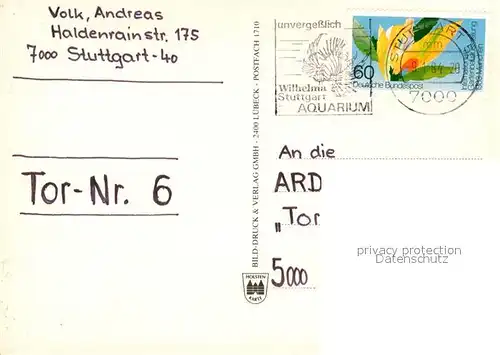 Volk, Andreas
Haldenrainstr. 175
7000 Stuttgart-40
Tor-Nr. 6
unvergeßlich
Wilhelma
Stuttgart
AQUARIUM
60
Deutsche Bundespost
STUTTGART
7000
BILD-DRUCK & VERLAG GMBH - 2400 LÜBECK - POSTFACH 1710
HOLSTEN
KARTE
An die
ARD
„Tor
5000
privacy protection
Datenschutz